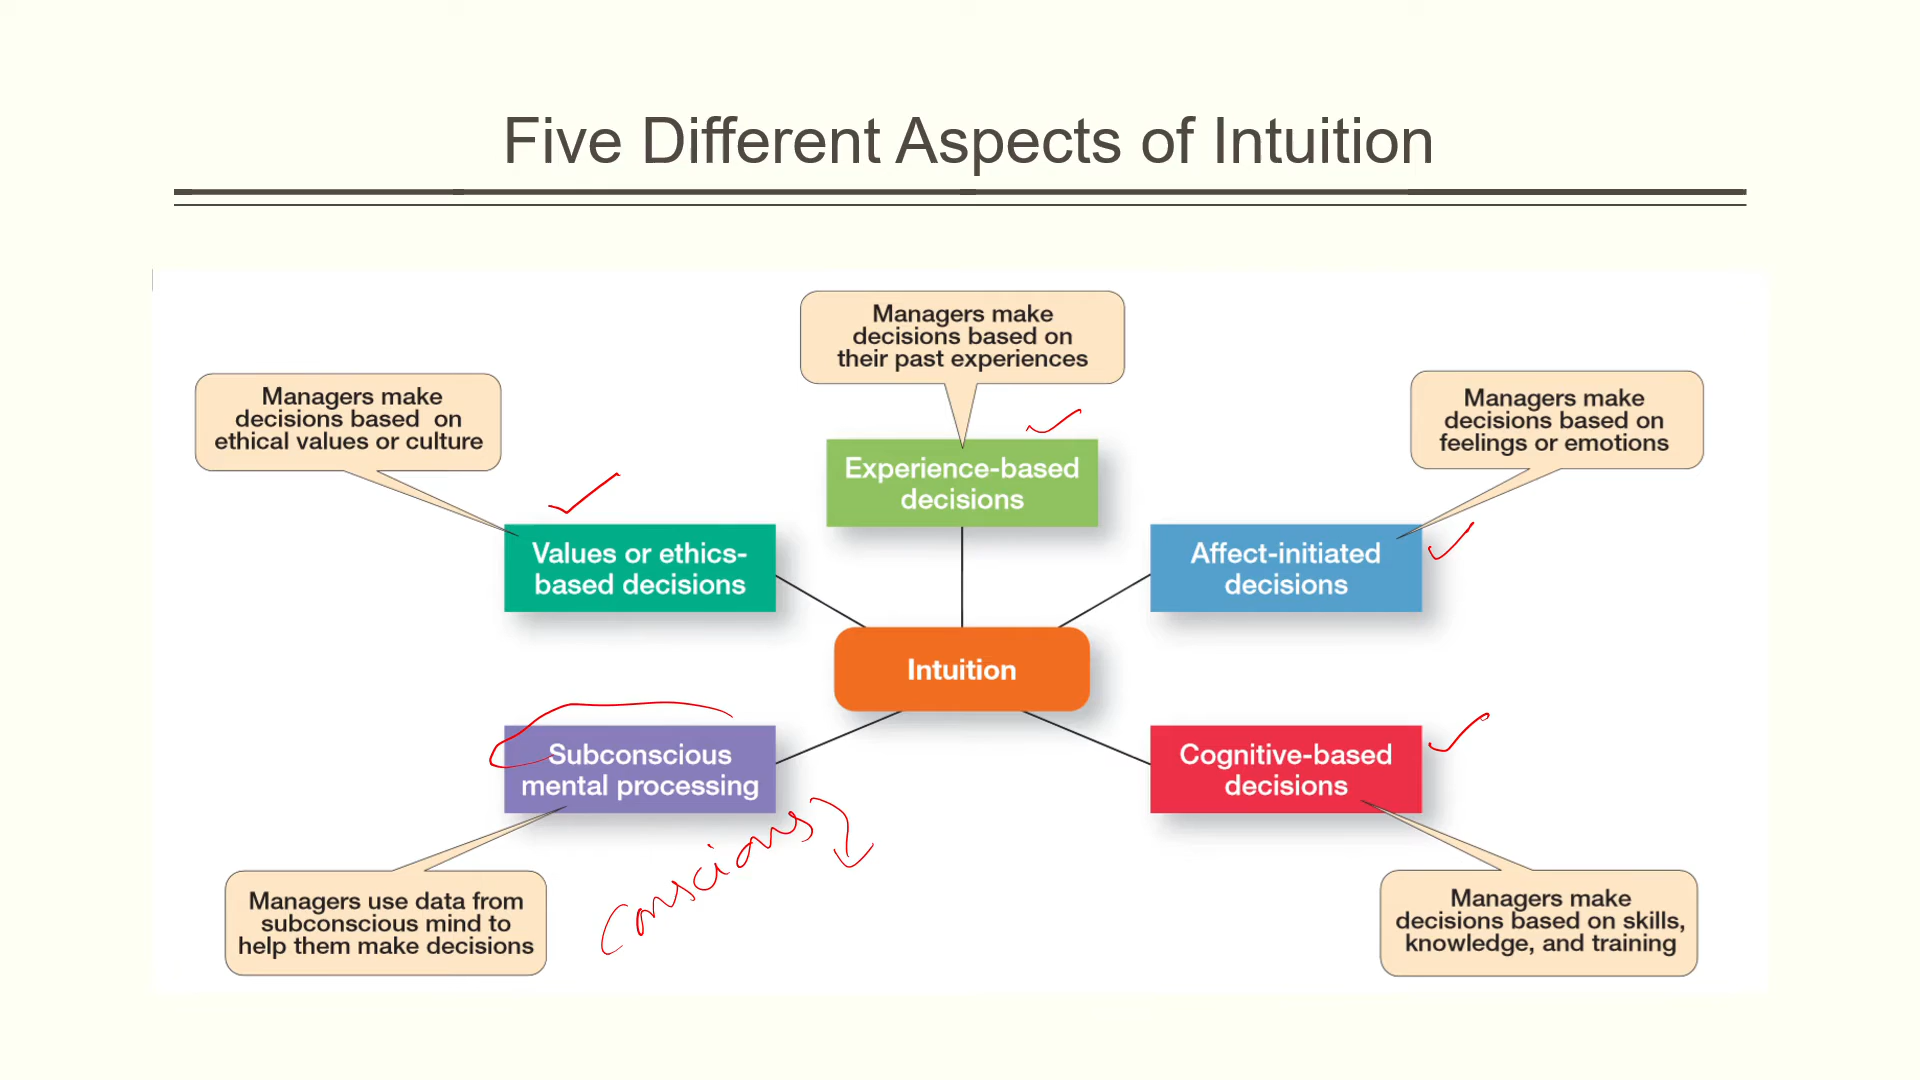 Five Different Aspects of Intuition
Managers make
decisions based on
their past experiences
Managers make
decisions based on
ethical values or culture
Managers make
decisions based on
feelings or emotions
Experience-based
decisions
Values or ethics-
based decisions
Affect-initiated
decisions
Intuition
Subconscious
mental processing
Cognitive-based
decisions
conscious
Managers use data from
subconscious mind to
help them make decisions
Managers make
decisions based on skills,
knowledge, and training